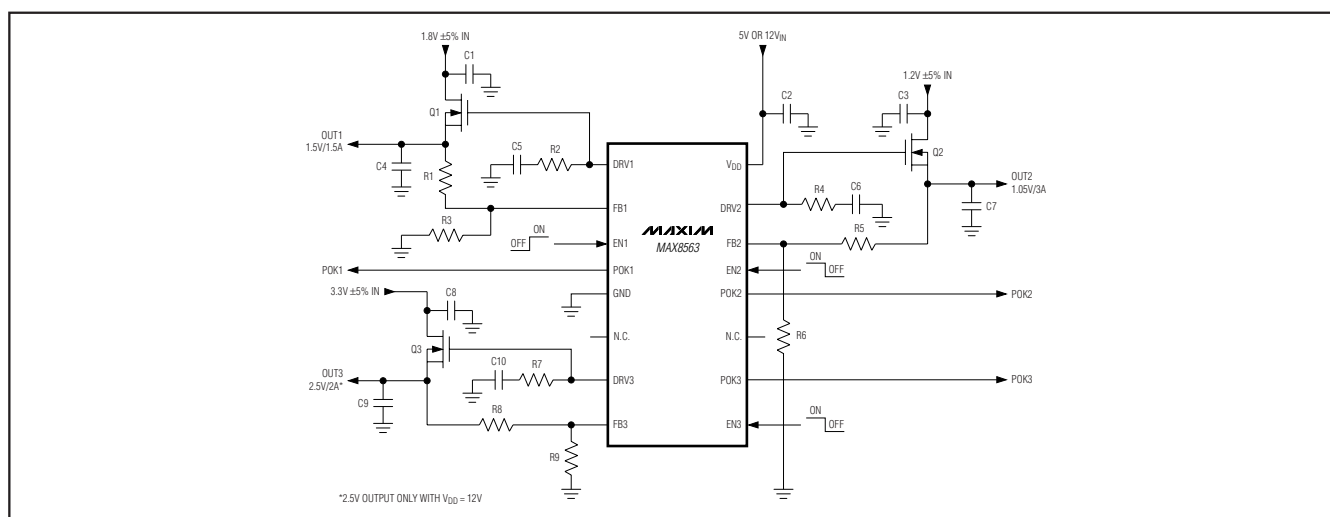 1.8V ±5% IN
C1
Q1
OUT1
1.5V/1.5A
C4
R1
C5
R2
R3
ON
OFF
POK1
3.3V ±5% IN
C8
Q3
OUT3
2.5V/2A*
C9
C10
R7
R8
R9
*2.5V OUTPUT ONLY WITH VDD = 12V
DRV1
FB1
EN1
POK1
GND
N.C.
DRV3
FB3
MAXIM
MAX8563
VDD
DRV2
FB2
EN2
POK2
N.C.
POK3
EN3
5V OR 12VIN
C2
1.2V ±5% IN
C3
Q2
OUT2
1.05V/3A
R4
C6
C7
R5
ON
OFF
POK2
R6
POK3
ON
OFF